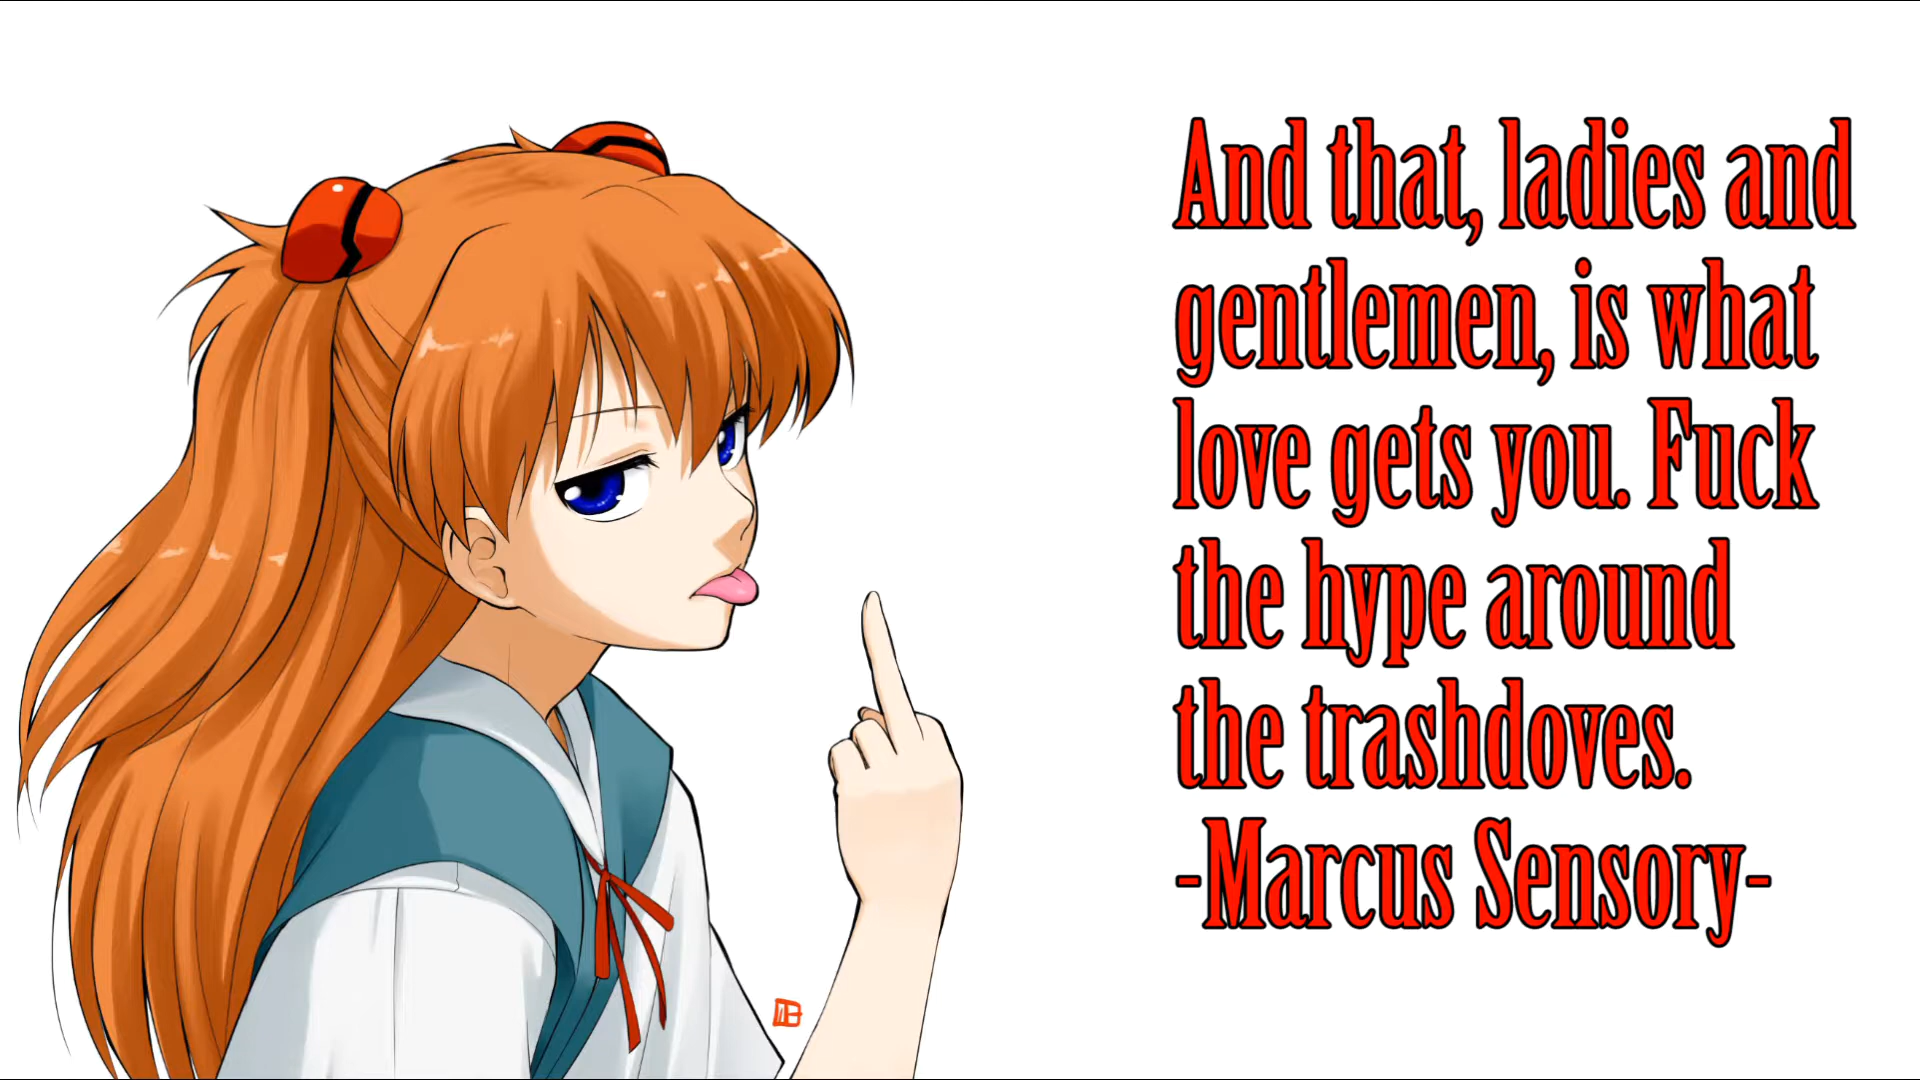 And that, ladies and
gentlemen, is what
love gets you. Fuck
the hype around
the trashdoves.
-Marcus Sensory-